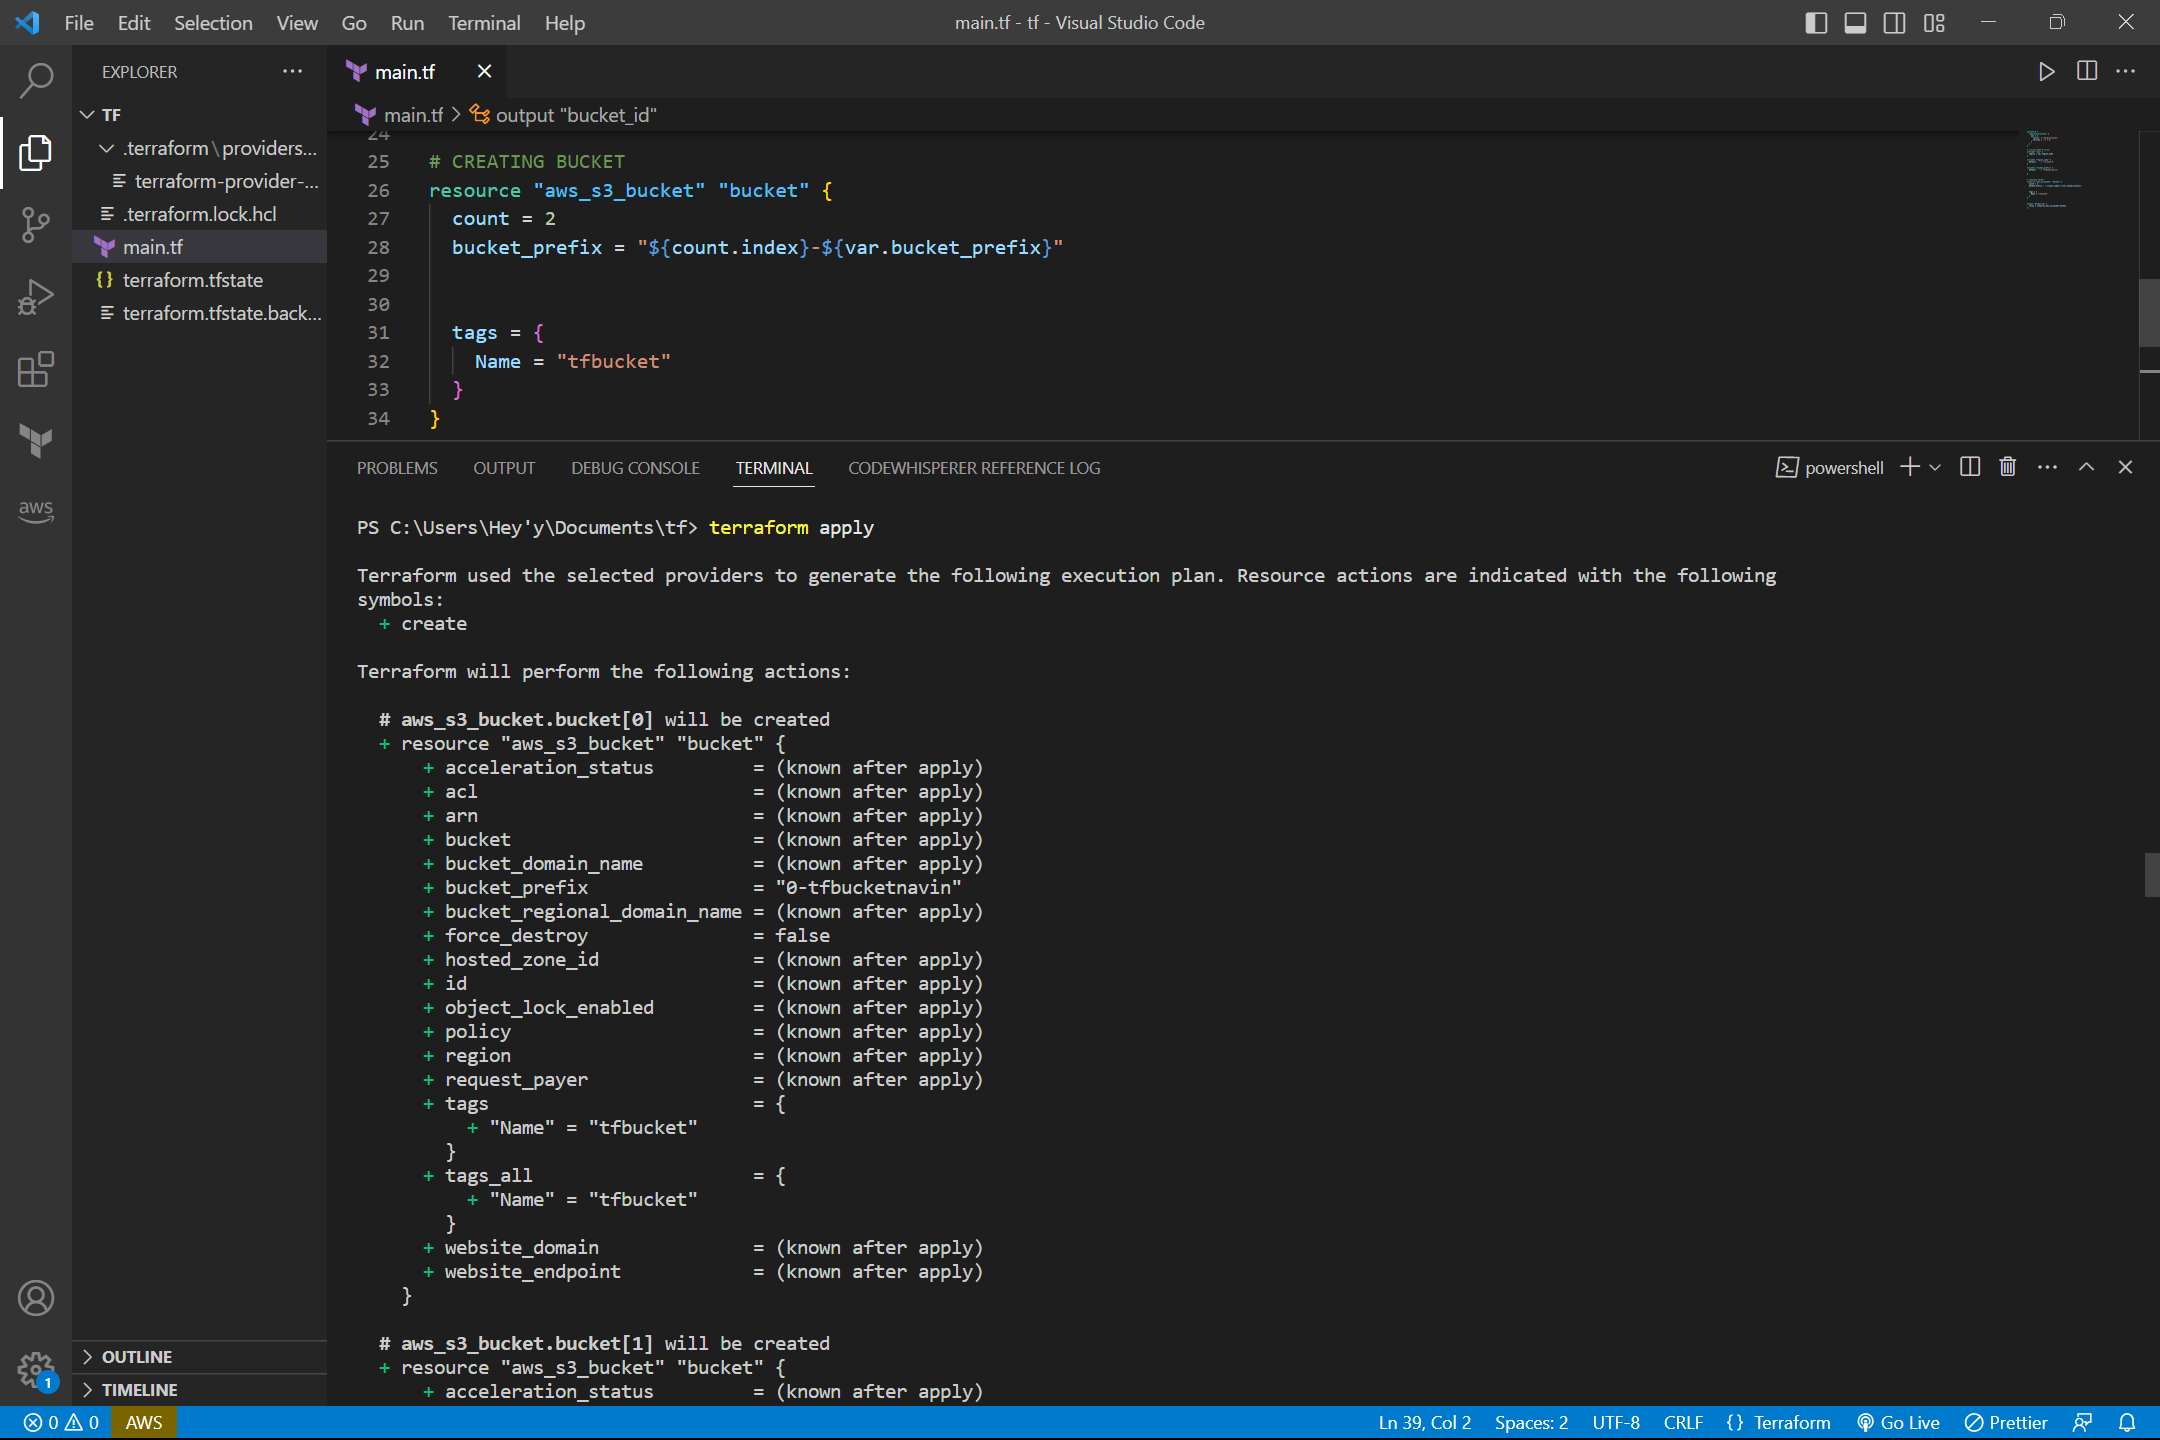 File Edit Selection View Go Run Terminal Help
main.tf - tf - Visual Studio Code
EXPLORER
TF
.terraform\providers...
terraform-provider-...
.terraform.lock.hcl
main.tf
terraform.tfstate
terraform.tfstate.back...
OUTLINE
TIMELINE
aws
1
main.tf
main.tf > output "bucket_id"
24
25 # CREATING BUCKET
26 resource "aws_s3_bucket" "bucket" {
27 count = 2
28 bucket_prefix = "${count.index}-${var.bucket_prefix}"
29
30
31 tags = {
32 Name = "tfbucket"
33 }
34 }
PROBLEMS OUTPUT DEBUG CONSOLE TERMINAL CODEWHISPERER REFERENCE LOG
powershell
PS C:\Users\Hey'y\Documents\tf> terraform apply
Terraform used the selected providers to generate the following execution plan. Resource actions are indicated with the following
symbols:
+ create
Terraform will perform the following actions:
# aws_s3_bucket.bucket[0] will be created
+ resource "aws_s3_bucket" "bucket" {
+ acceleration_status = (known after apply)
+ acl = (known after apply)
+ arn = (known after apply)
+ bucket = (known after apply)
+ bucket_domain_name = (known after apply)
+ bucket_prefix = "0-tfbucketnavin"
+ bucket_regional_domain_name = (known after apply)
+ force_destroy = false
+ hosted_zone_id = (known after apply)
+ id = (known after apply)
+ object_lock_enabled = (known after apply)
+ policy = (known after apply)
+ region = (known after apply)
+ request_payer = (known after apply)
+ tags = {
+ "Name" = "tfbucket"
}
+ tags_all = {
+ "Name" = "tfbucket"
}
+ website_domain = (known after apply)
+ website_endpoint = (known after apply)
}
# aws_s3_bucket.bucket[1] will be created
+ resource "aws_s3_bucket" "bucket" {
+ acceleration_status = (known after apply)
0 0 AWS
Ln 39, Col 2 Spaces: 2 UTF-8 CRLF {} Terraform Go Live Prettier